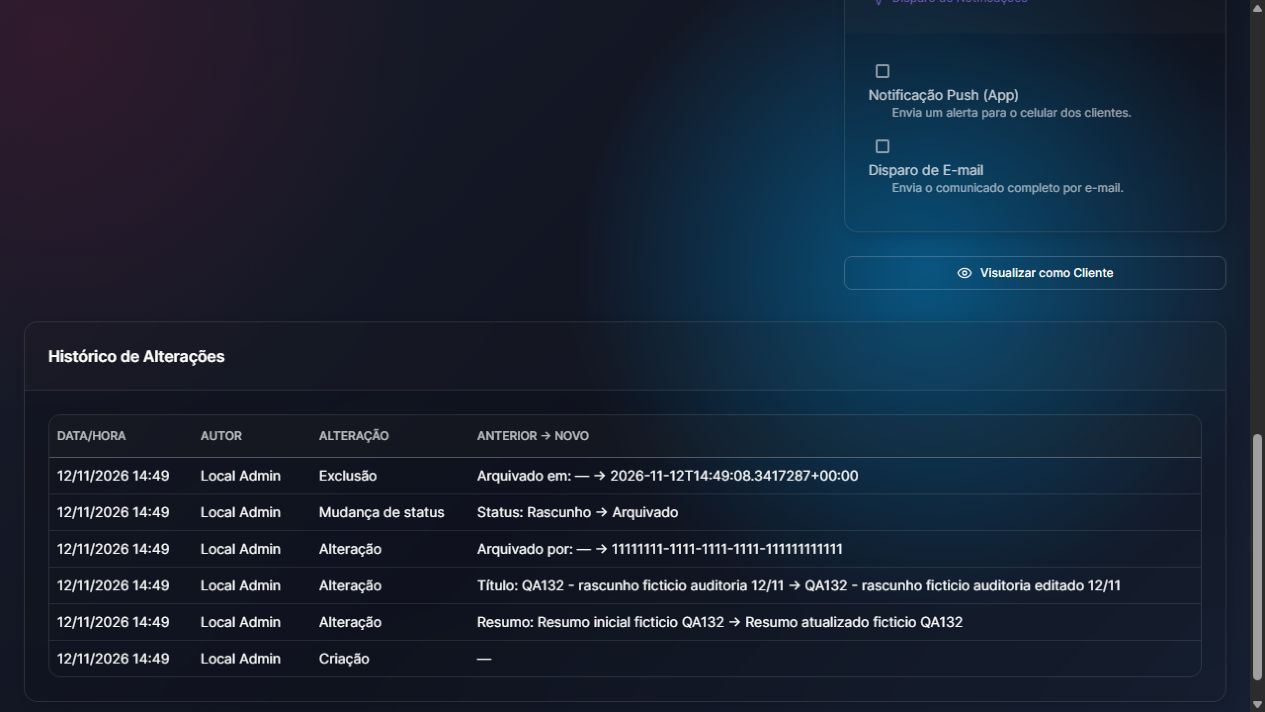 Disparo de Notificações
Notificação Push (App)
Envia um alerta para o celular dos clientes.
Disparo de E-mail
Envia o comunicado completo por e-mail.
Visualizar como Cliente
Histórico de Alterações
DATA/HORA AUTOR ALTERAÇÃO ANTERIOR → NOVO
12/11/2026 14:49 Local Admin Exclusão Arquivado em: — → 2026-11-12T14:49:08.3417287+00:00
12/11/2026 14:49 Local Admin Mudança de status Status: Rascunho → Arquivado
12/11/2026 14:49 Local Admin Alteração Arquivado por: — → 11111111-1111-1111-1111-111111111111
12/11/2026 14:49 Local Admin Alteração Título: QA132 - rascunho ficticio auditoria 12/11 → QA132 - rascunho ficticio auditoria editado 12/11
12/11/2026 14:49 Local Admin Alteração Resumo: Resumo inicial ficticio QA132 → Resumo atualizado ficticio QA132
12/11/2026 14:49 Local Admin Criação —